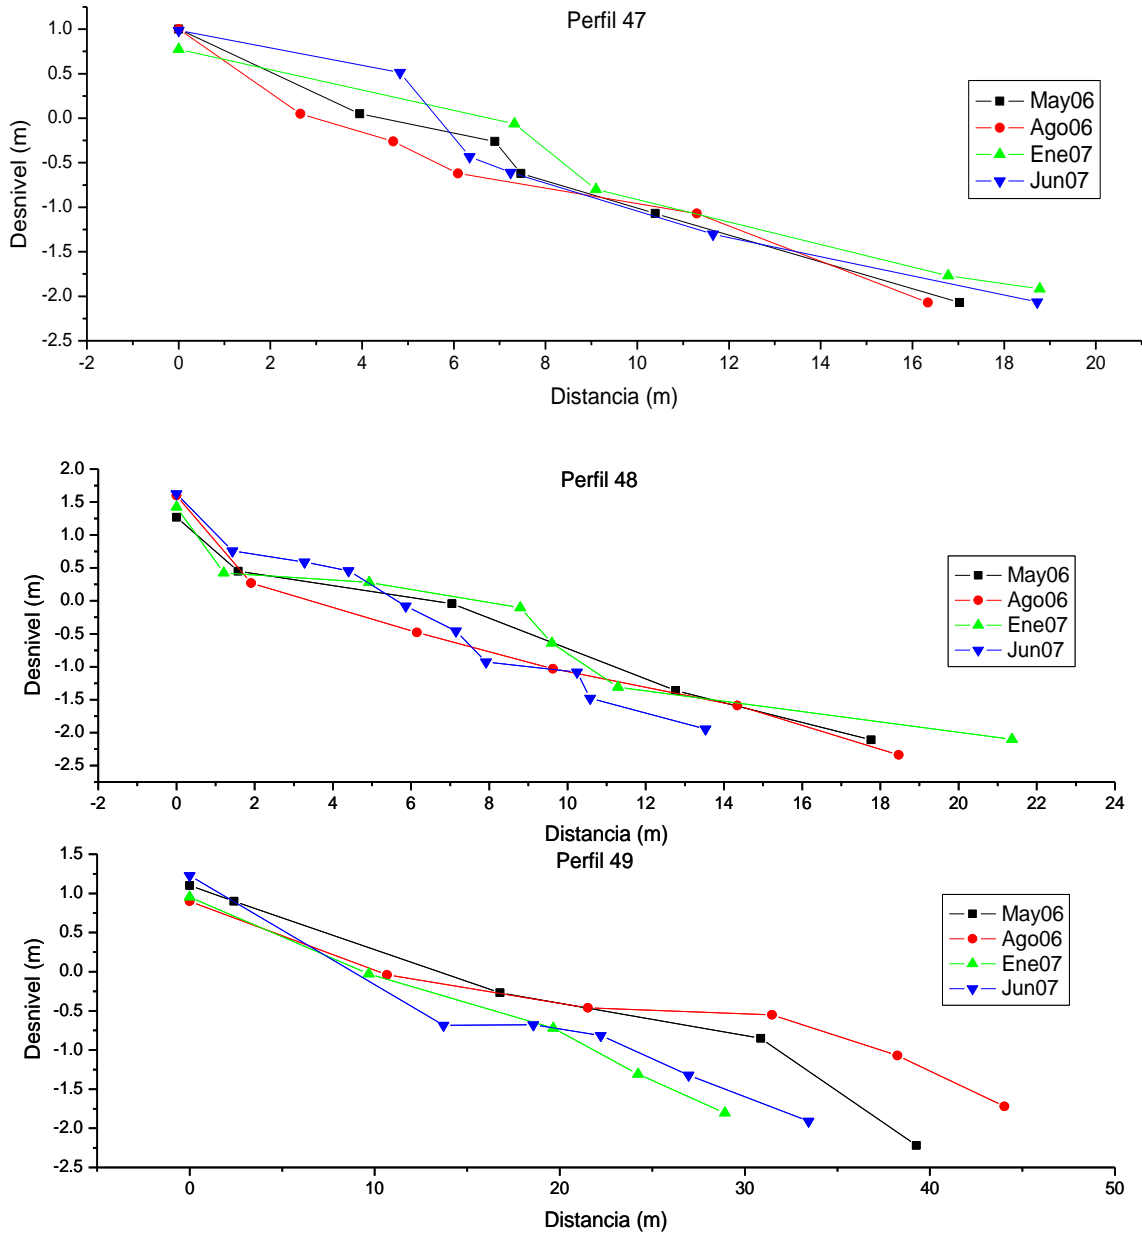 Perfil 47
1.0
0.5
0.0
-0.5
-1.0
-1.5
-2.0
-2.5
Desnivel (m)
May06
Ago06
Ene07
Jun07
-2 0 2 4 6 8 10 12 14 16 18 20
Distancia (m)
Perfil 48
2.0
1.5
1.0
0.5
0.0
-0.5
-1.0
-1.5
-2.0
-2.5
Desnivel (m)
May06
Ago06
Ene07
Jun07
-2 0 2 4 6 8 10 12 14 16 18 20 22 24
Distancia (m)
Perfil 49
1.5
1.0
0.5
0.0
-0.5
-1.0
-1.5
-2.0
-2.5
Desnivel (m)
May06
Ago06
Ene07
Jun07
0 10 20 30 40 50
Distancia (m)